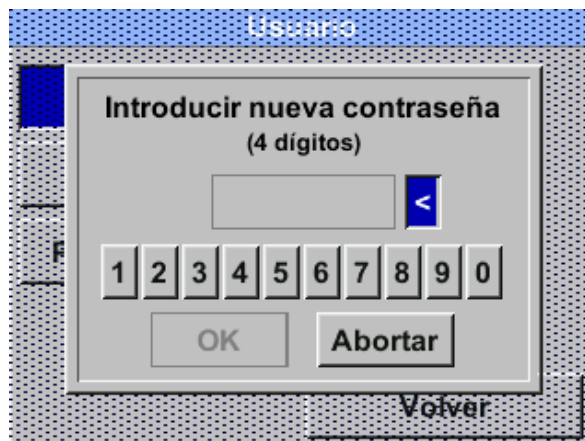 Usuario
Introducir nueva contraseña
(4 dígitos)
<
1 2 3 4 5 6 7 8 9 0
OK Abortar
Volver